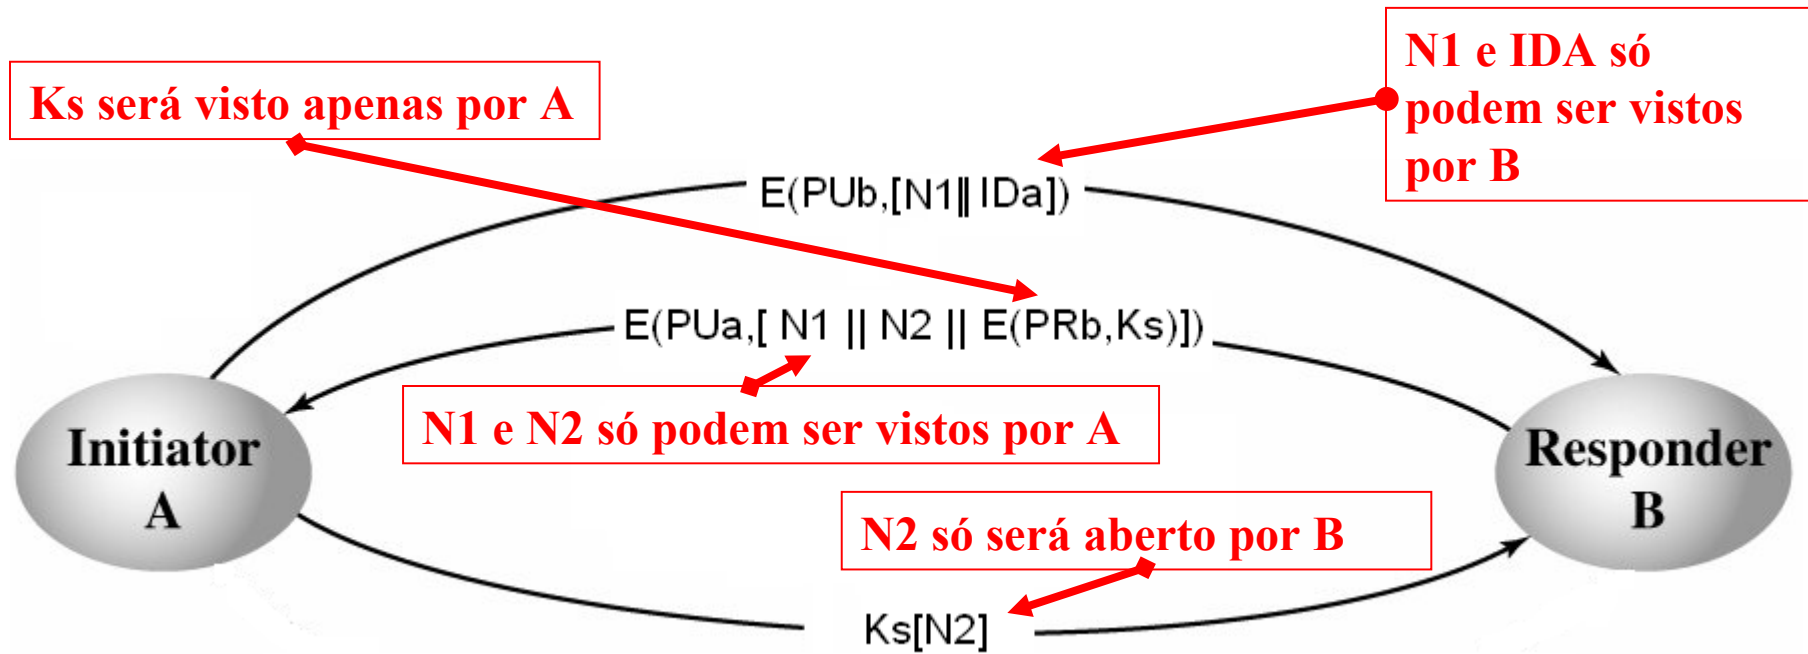 Ks será visto apenas por A
N1 e IDA só
podem ser vistos
por B
E(PUb,[N1|| IDa])
E(PUa,[ N1 || N2 || E(PRb,Ks)])
N1 e N2 só podem ser vistos por A
Initiator
A
Responder
B
N2 só será aberto por B
Ks[N2]